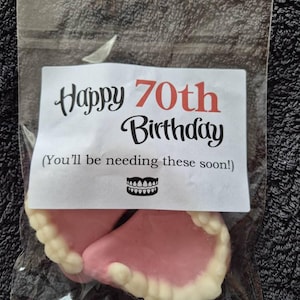 Happy 70th
Birthday
(You'll be needing these soon!)